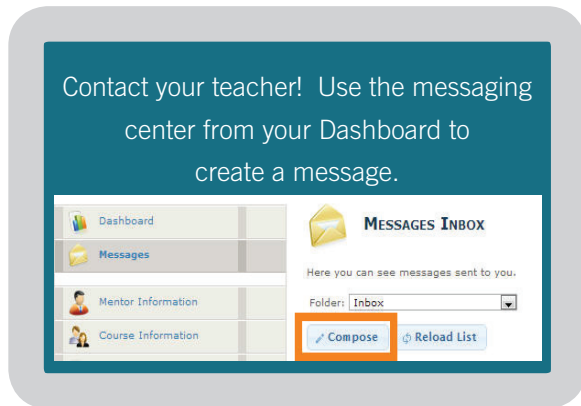 Contact your teacher! Use the messaging
center from your Dashboard to
create a message.
Dashboard
Messages
Mentor Information
Course Information
MESSAGES INBOX
Here you can see messages sent to you.
Folder: Inbox
Compose Reload List